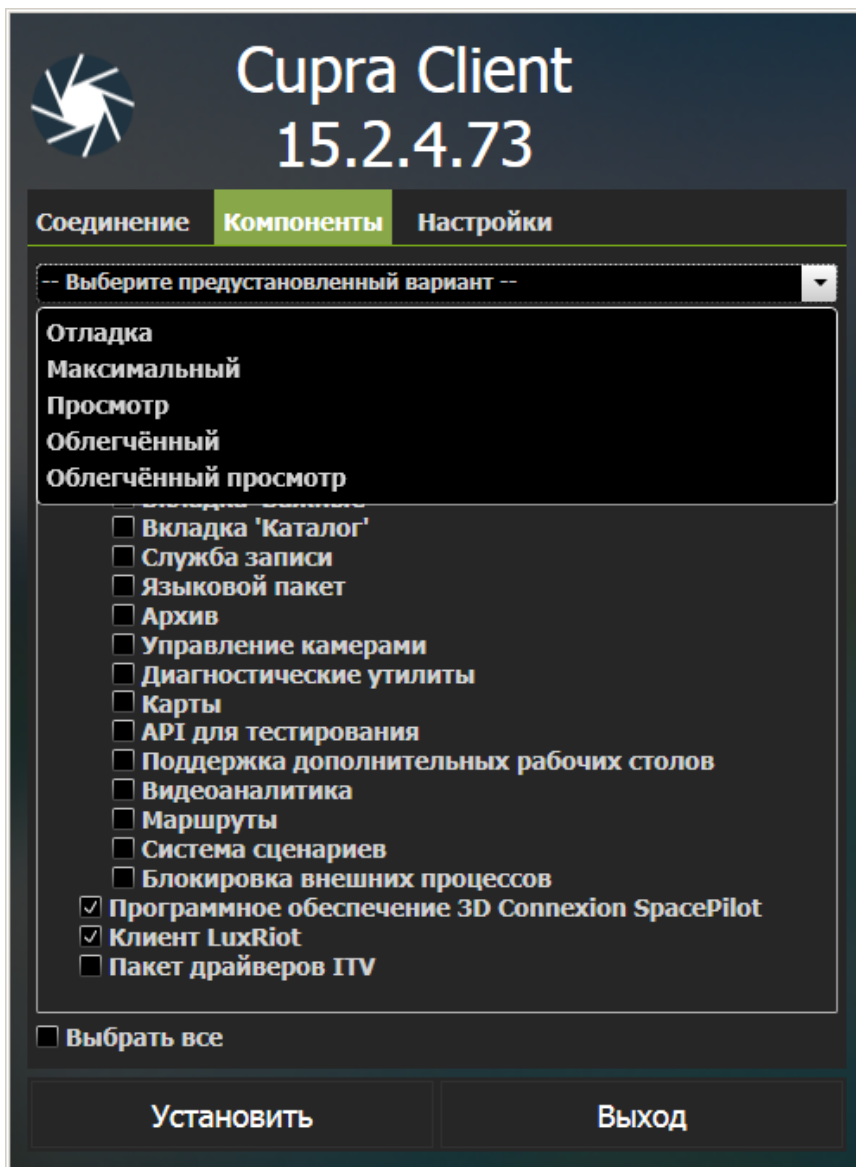 Cupra Client
15.2.4.73
Соединение Компоненты Настройки
-- Выберите предустановленный вариант --
Отладка
Максимальный
Просмотр
Облегчённый
Облегчённый просмотр
Вкладка 'Каталог'
Служба записи
Языковой пакет
Архив
Управление камерами
Диагностические утилиты
Карты
API для тестирования
Поддержка дополнительных рабочих столов
Видеоаналитика
Маршруты
Система сценариев
Блокировка внешних процессов
Программное обеспечение 3D Connexion SpacePilot
Клиент LuxRiot
Пакет драйверов ITV
Выбрать все
Установить Выход